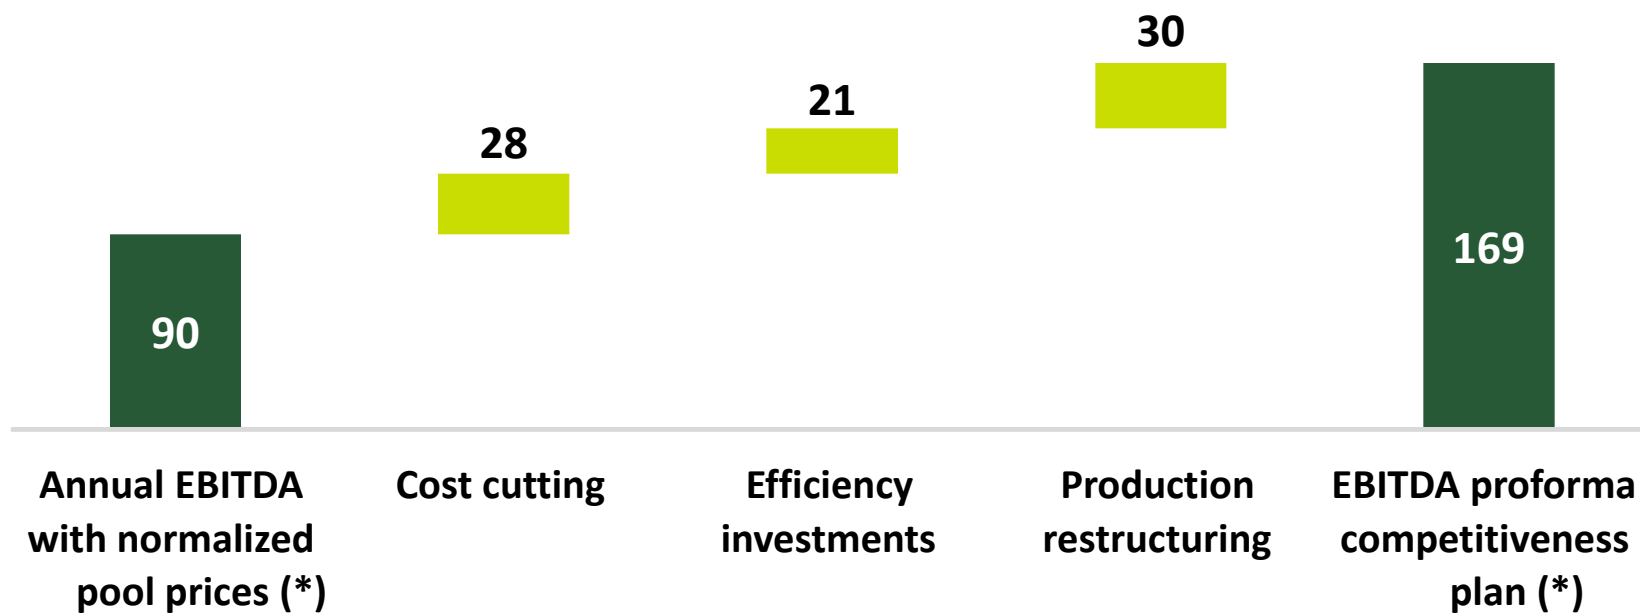 30
21
28
169
90
Annual EBITDA
with normalized
pool prices (*)
Cost cutting
Efficiency
investments
Production
restructuring
EBITDA proforma
competitiveness
plan (*)